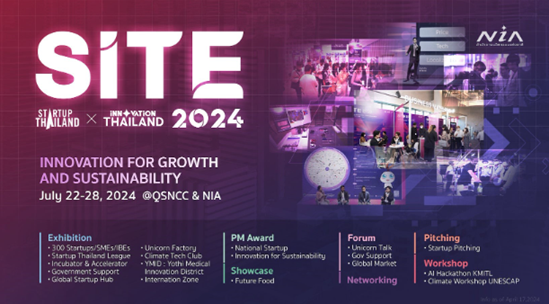 SiTE
STARTUP THAILAND × INNOVATION THAILAND 2024
NiA
INNOVATION FOR GROWTH
AND SUSTAINABILITY
July 22-28, 2024 @QSNCC & NIA
Exhibition
• 300 Startups/SMEs/IBEs
• Startup Thailand League
• Incubator & Accelerator
• Government Support
• Global Startup Hub
• Unicorn Factory
• Climate Tech Club
• YMID : Yothi Medical
Innovation District
• Internation Zone
PM Award
• National Startup
• Innovation for Sustainability
Showcase
• Future Food
Forum
• Unicorn Talk
• Gov Support
• Global Market
Networking
Pitching
• Startup Pitching
Workshop
• AI Hackathon KMITL
• Climate Workshop UNESCAP